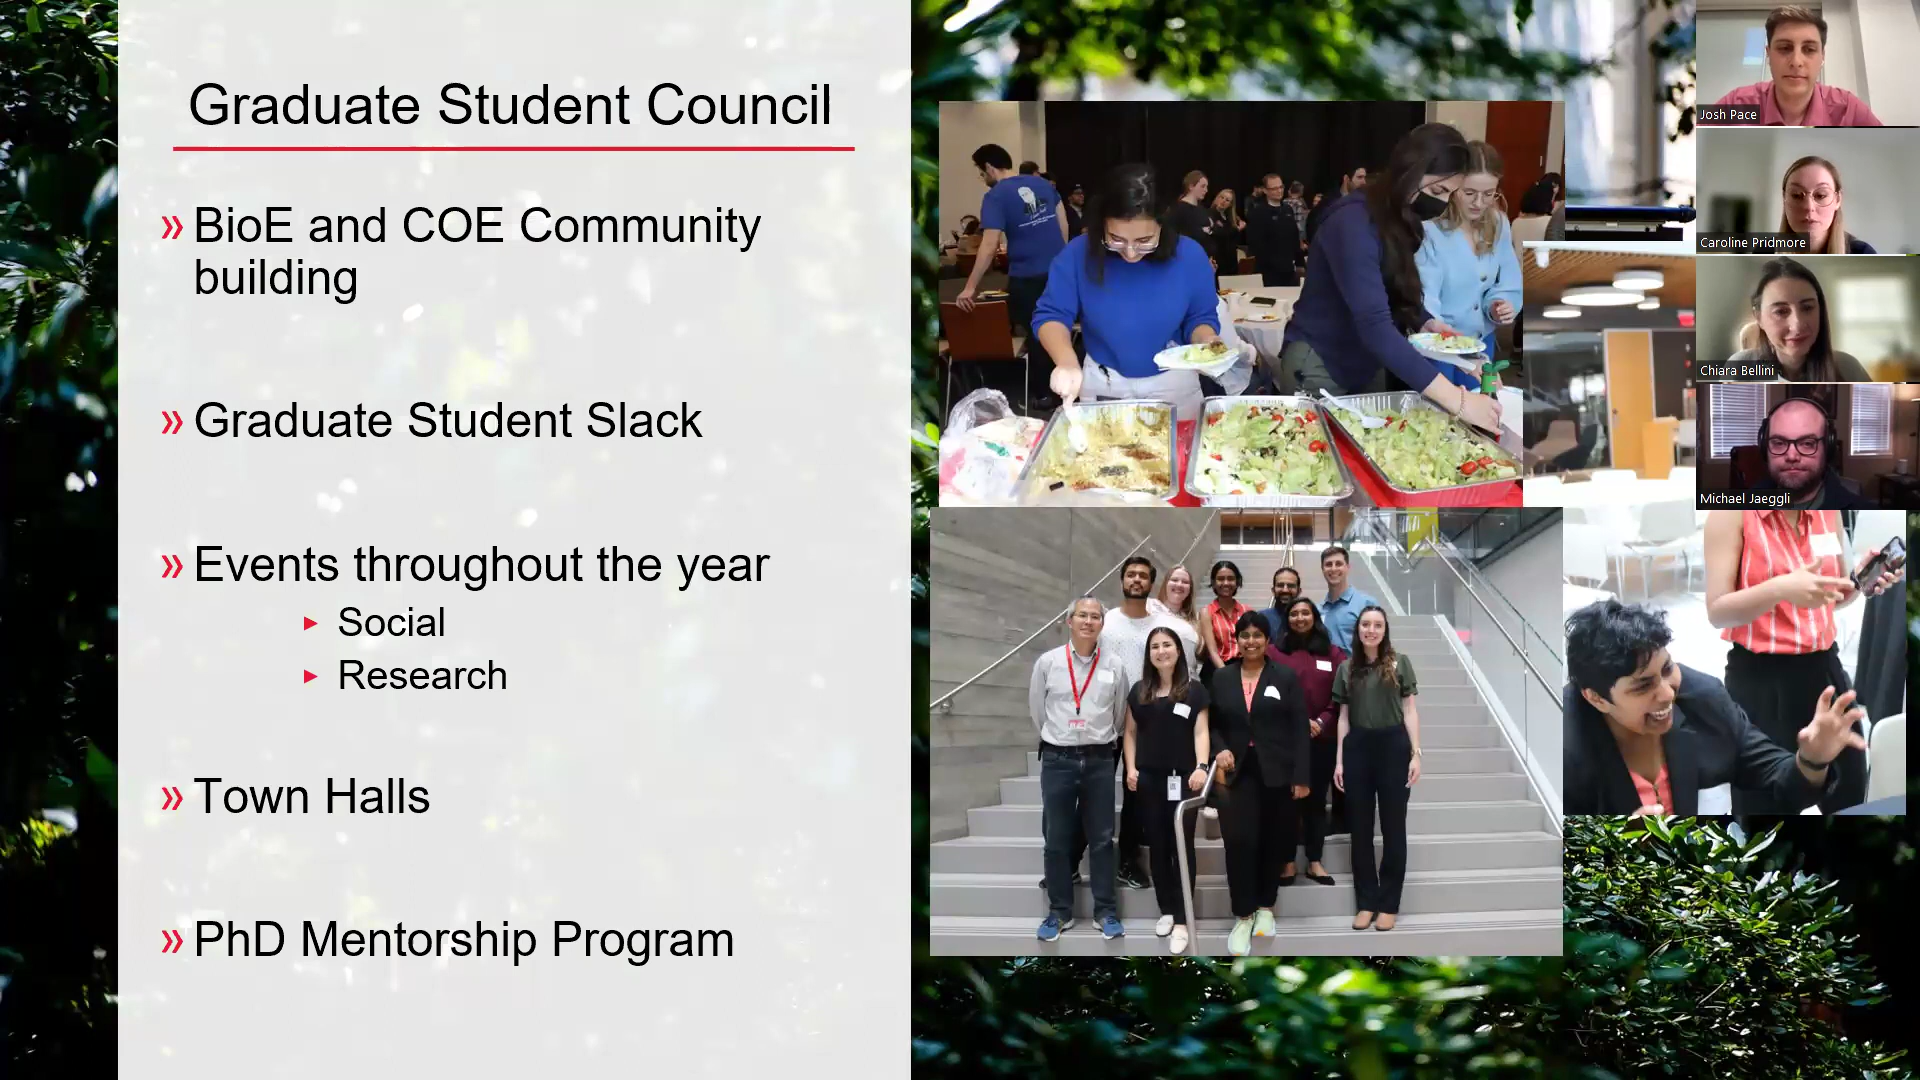 Graduate Student Council
» BioE and COE Community
building
» Graduate Student Slack
» Events throughout the year
► Social
► Research
» Town Halls
» PhD Mentorship Program
Josh Pace
Caroline Pridmore
Chiara Bellini
Michael Jaeggli